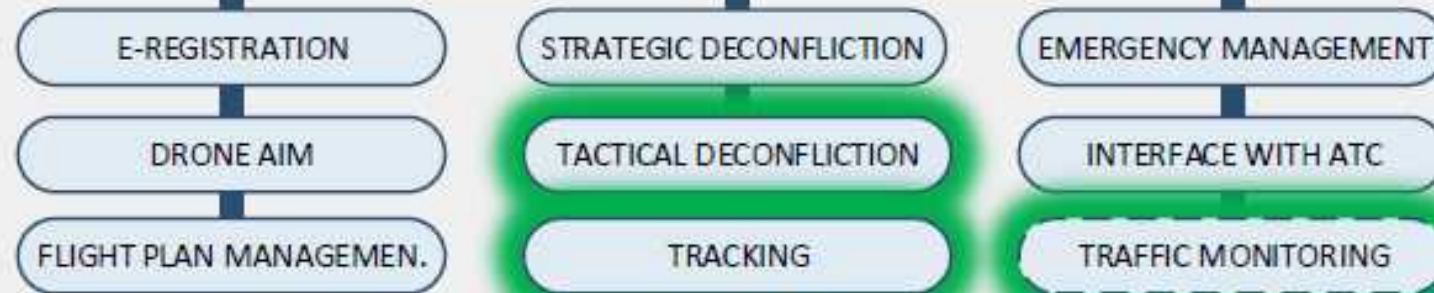 E-REGISTRATION
STRATEGIC DECONFLICTION
EMERGENCY MANAGEMENT
DRONE AIM
TACTICAL DECONFLICTION
INTERFACE WITH ATC
FLIGHT PLAN MANAGEMEN.
TRACKING
TRAFFIC MONITORING